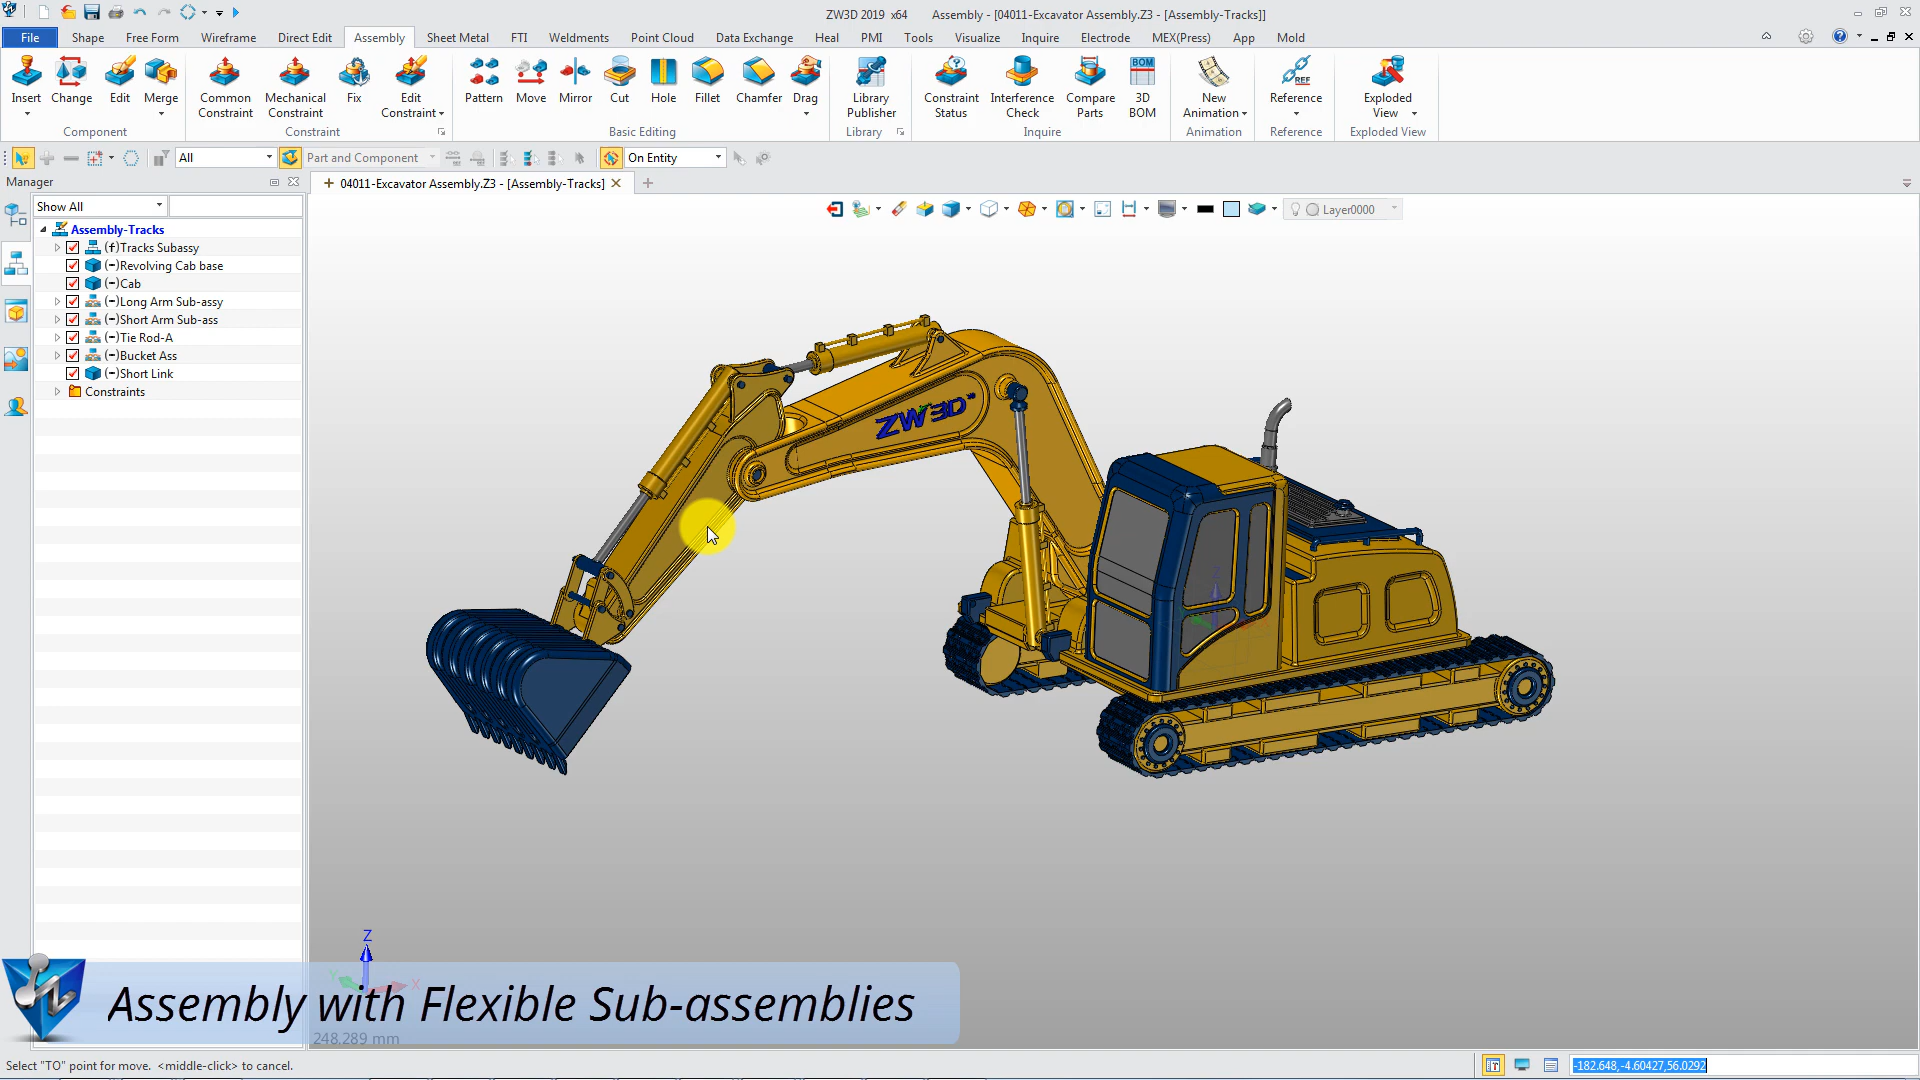 ZW3D 2019 x64 Assembly - [04011-Excavator Assembly.Z3 - [Assembly-Tracks]]
File Shape Free Form Wireframe Direct Edit Assembly Sheet Metal FTI Weldments Point Cloud Data Exchange Heal PMI Tools Visualize Inquire Electrode MEX(Press) App Mold
Insert Change Edit Merge Common Constraint Mechanical Constraint Fix Edit Constraint Pattern Move Mirror Cut Hole Fillet Chamfer Drag Library Publisher Constraint Status Interference Check Compare Parts BOM 3D BOM New Animation REF Reference Exploded View
Component Constraint Basic Editing Library Inquire Animation Reference Exploded View
All Part and Component On Entity
Manager
04011-Excavator Assembly.Z3 - [Assembly-Tracks]
Show All
Layer0000
Assembly-Tracks
(f)Tracks Subassy
(-)Revolving Cab base
(-)Cab
(-)Long Arm Sub-assy
(-)Short Arm Sub-ass
(-)Tie Rod-A
(-)Bucket Ass
(-)Short Link
Constraints
ZW3D™
Z
Y
X
Assembly with Flexible Sub-assemblies
248.289 mm
Select "TO" point for move. <middle-click> to cancel.
-182.648,-4.60427,56.0292